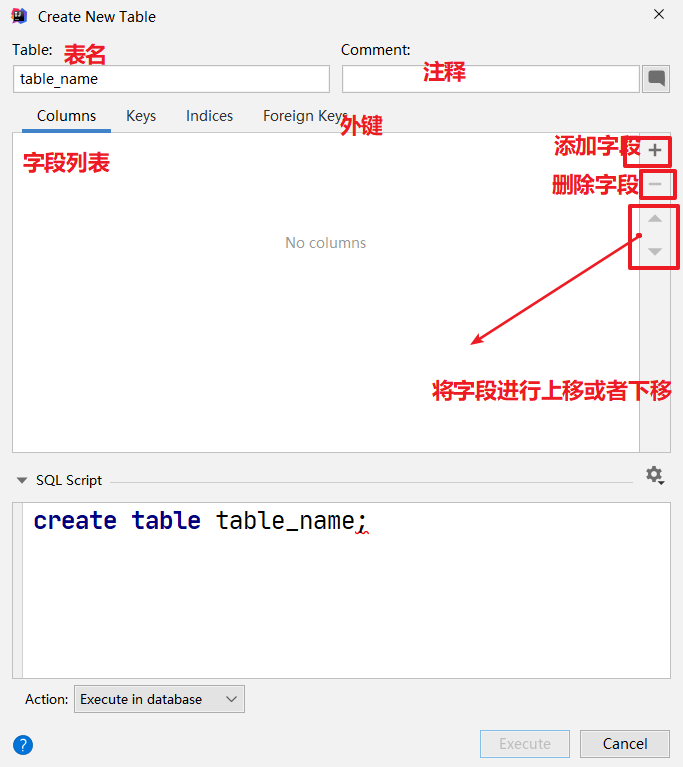 Create New Table
Table: 表名
Comment:
table_name
注释
Columns Keys Indices Foreign Keys
外键
添加字段
字段列表
删除字段
No columns
将字段进行上移或者下移
SQL Script
create table table_name;
Action: Execute in database
? Execute Cancel